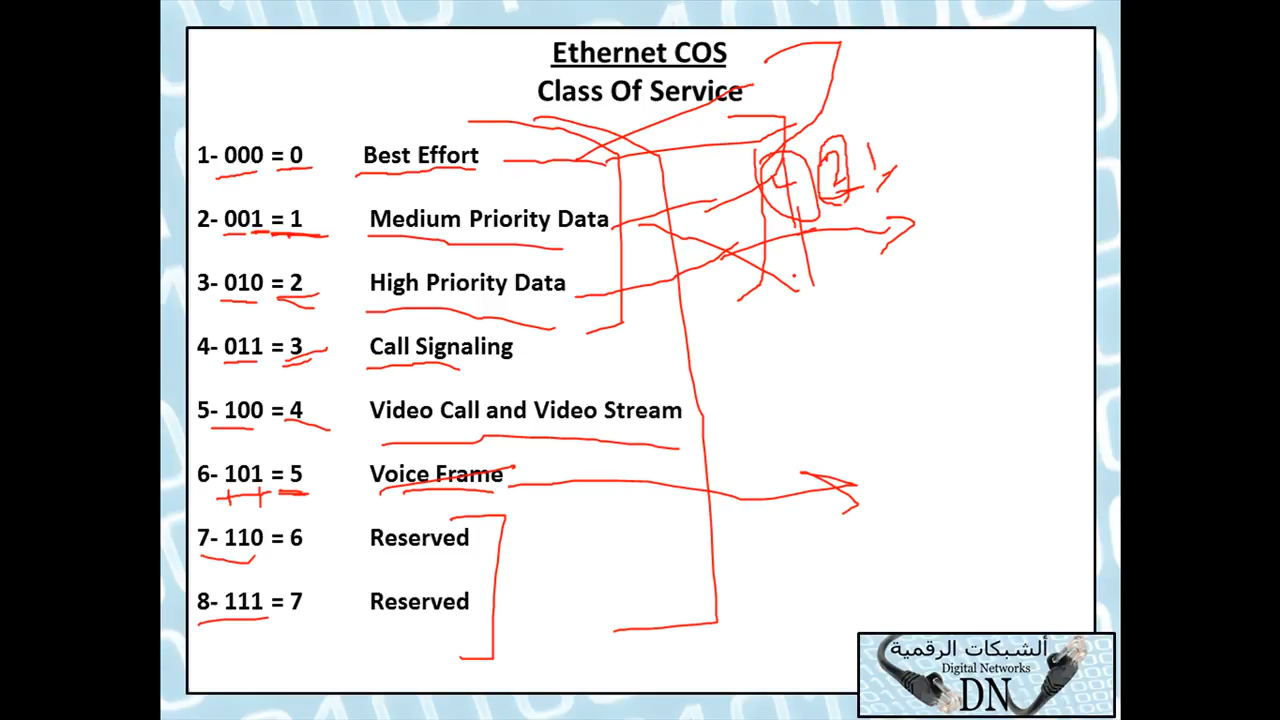 Ethernet COS
Class Of Service
1- 000 = 0 Best Effort
2- 001 = 1 Medium Priority Data
3- 010 = 2 High Priority Data
4- 011 = 3 Call Signaling
5- 100 = 4 Video Call and Video Stream
6- 101 = 5 Voice Frame
7- 110 = 6 Reserved
8- 111 = 7 Reserved
ألشبكات الرقمية
Digital Networks
DN